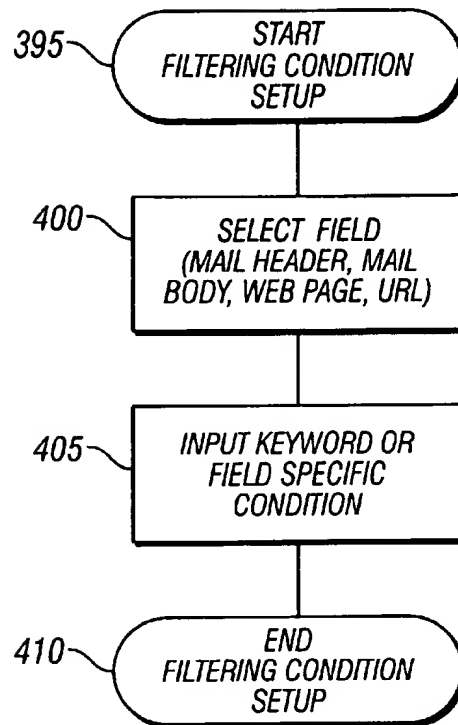 395
START
FILTERING CONDITION
SETUP
400
SELECT FIELD
(MAIL HEADER, MAIL
BODY, WEB PAGE, URL)
405
INPUT KEYWORD OR
FIELD SPECIFIC
CONDITION
410
END
FILTERING CONDITION
SETUP